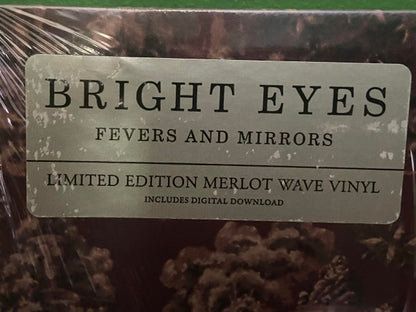 BRIGHT EYES
FEVERS AND MIRRORS
LIMITED EDITION MERLOT WAVE VINYL
INCLUDES DIGITAL DOWNLOAD